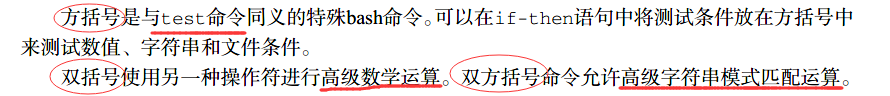 方括号是与test命令同义的特殊bash命令。可以在if-then语句中将测试条件放在方括号中
来测试数值、字符串和文件条件。
双括号使用另一种操作符进行高级数学运算。双方括号命令允许高级字符串模式匹配运算。